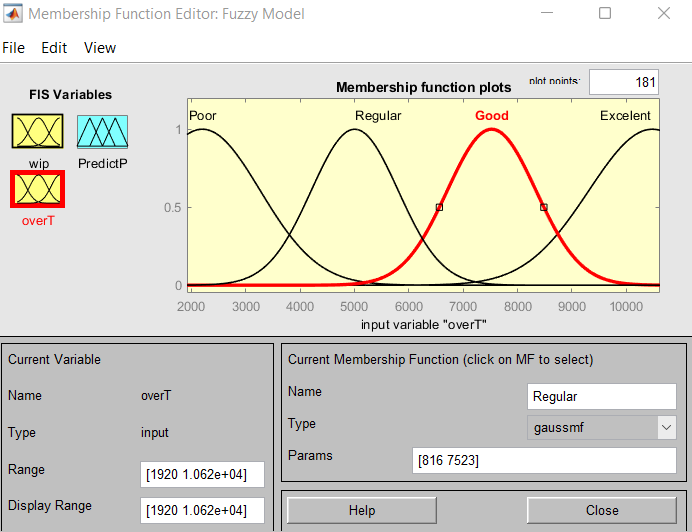 Membership Function Editor: Fuzzy Model
File Edit View
FIS Variables
wip
PredictP
overT
Membership function plots
plot points:
181
Poor
Regular
Good
Excelent
1
0.5
0
2000 3000 4000 5000 6000 7000 8000 9000 10000
input variable "overT"
Current Variable
Name overT
Type input
Range [1920 1.062e+04]
Display Range [1920 1.062e+04]
Current Membership Function (click on MF to select)
Name Regular
Type gaussmf
Params [816 7523]
Help Close